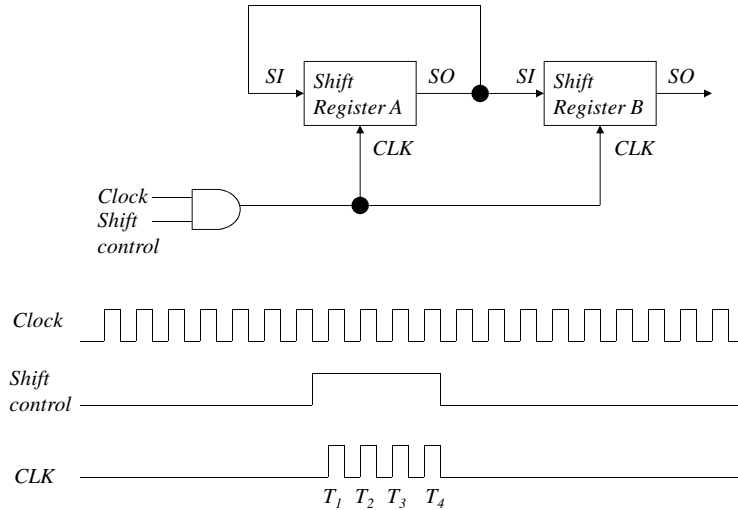 SI Shift Register A SO SI Shift Register B SO
CLK CLK
Clock
Shift control
Clock
Shift control
CLK
T1 T2 T3 T4